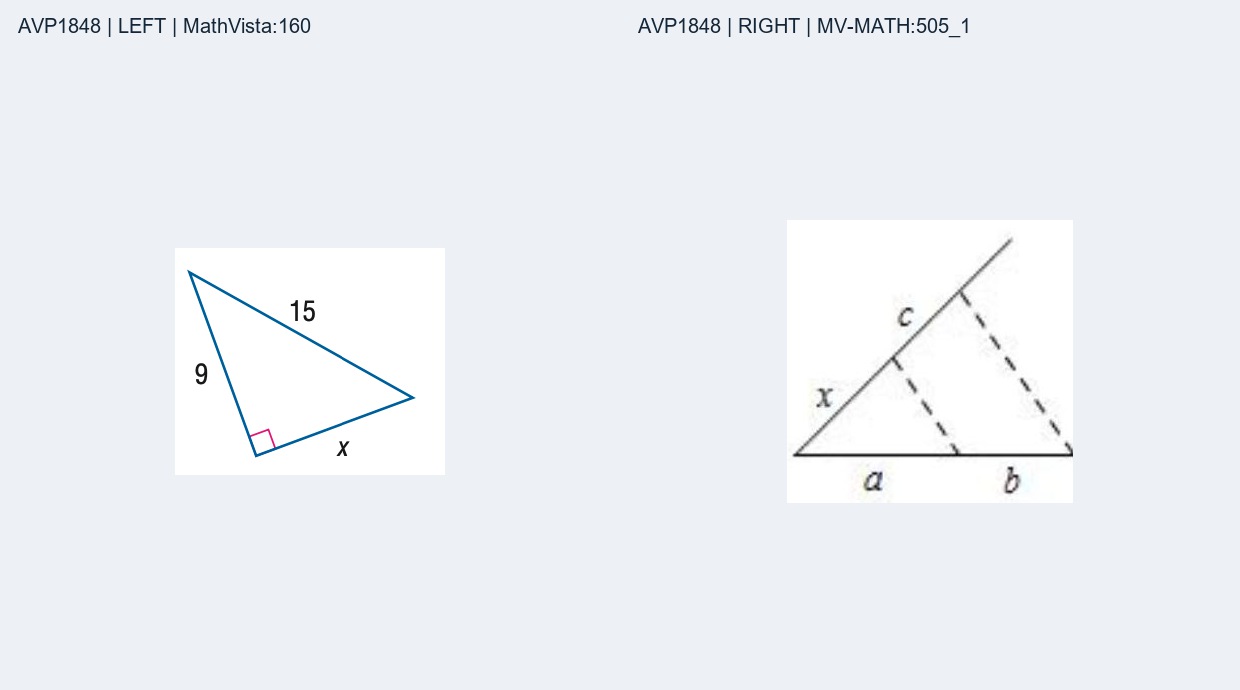 AVP1848 | LEFT | MathVista:160
AVP1848 | RIGHT | MV-MATH:505_1
15
9
x
c
x
a
b